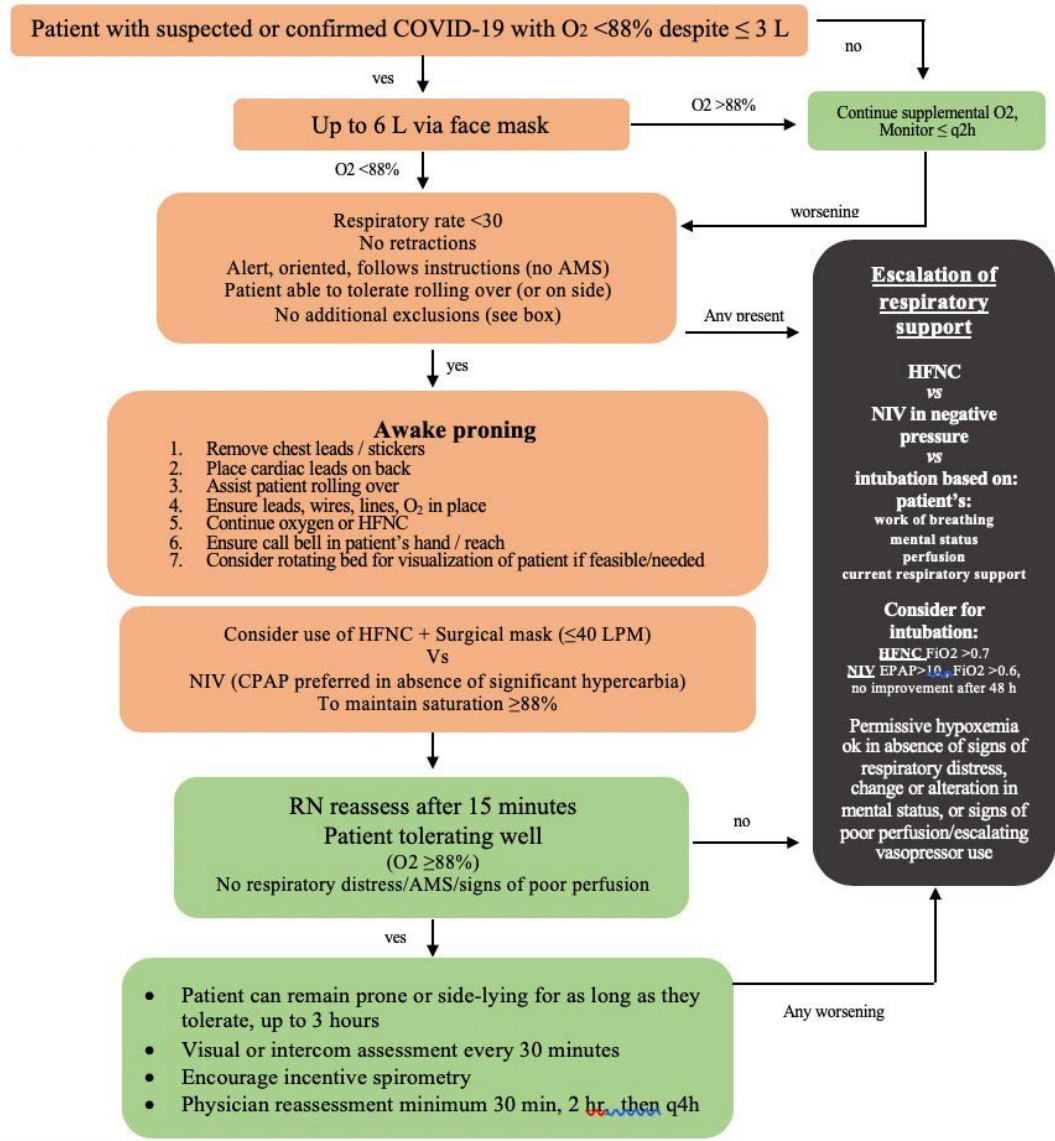 Patient with suspected or confirmed COVID-19 with O2 <88% despite ≤ 3 L
no
yes
Up to 6 L via face mask
O2 >88%
Continue supplemental O2,
Monitor ≤ q2h
O2 <88%
worsening
Respiratory rate <30
No retractions
Alert, oriented, follows instructions (no AMS)
Patient able to tolerate rolling over (or on side)
No additional exclusions (see box)
Any present
yes
Awake proning
1. Remove chest leads / stickers
2. Place cardiac leads on back
3. Assist patient rolling over
4. Ensure leads, wires, lines, O2 in place
5. Continue oxygen or HFNC
6. Ensure call bell in patient's hand / reach
7. Consider rotating bed for visualization of patient if feasible/needed
Consider use of HFNC + Surgical mask (≤40 LPM)
Vs
NIV (CPAP preferred in absence of significant hypercarbia)
To maintain saturation ≥88%
RN reassess after 15 minutes
Patient tolerating well
(O2 ≥88%)
No respiratory distress/AMS/signs of poor perfusion
no
yes
• Patient can remain prone or side-lying for as long as they
tolerate, up to 3 hours
• Visual or intercom assessment every 30 minutes
• Encourage incentive spirometry
• Physician reassessment minimum 30 min, 2 hr, then q4h
Any worsening
Escalation of
respiratory
support
HFNC
vs
NIV in negative
pressure
vs
intubation based on:
patient's:
work of breathing
mental status
perfusion
current respiratory support
Consider for
intubation:
HFNC FiO2 >0.7
NIV EPAP>10 , FiO2 >0.6,
no improvement after 48 h
Permissive hypoxemia
ok in absence of signs of
respiratory distress,
change or alteration in
mental status, or signs of
poor perfusion/escalating
vasopressor use